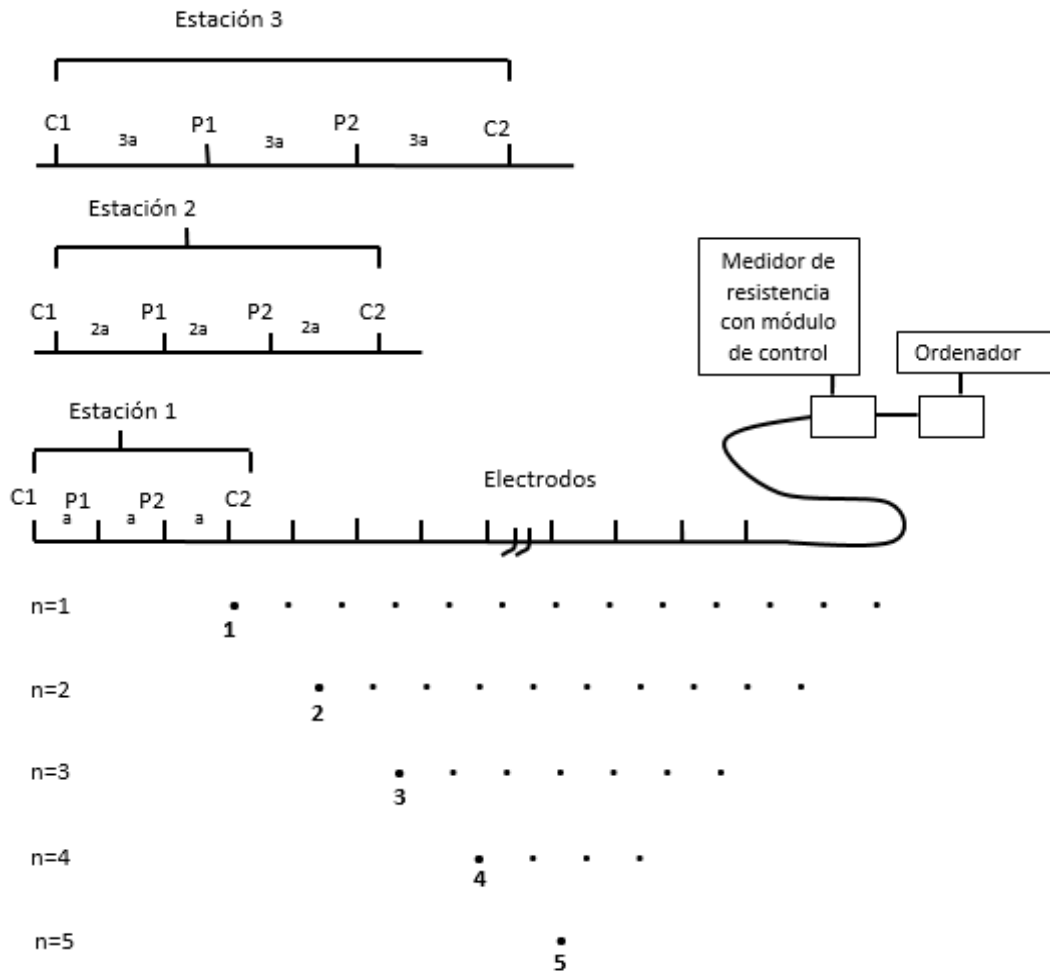 Estación 3
C1 3a P1 3a P2 3a C2
Estación 2
C1 2a P1 2a P2 2a C2
Medidor de
resistencia
con módulo
de control
Ordenador
Estación 1
C1 a P1 a P2 a C2
Electrodos
n=1
1
n=2
2
n=3
3
n=4
4
n=5
5